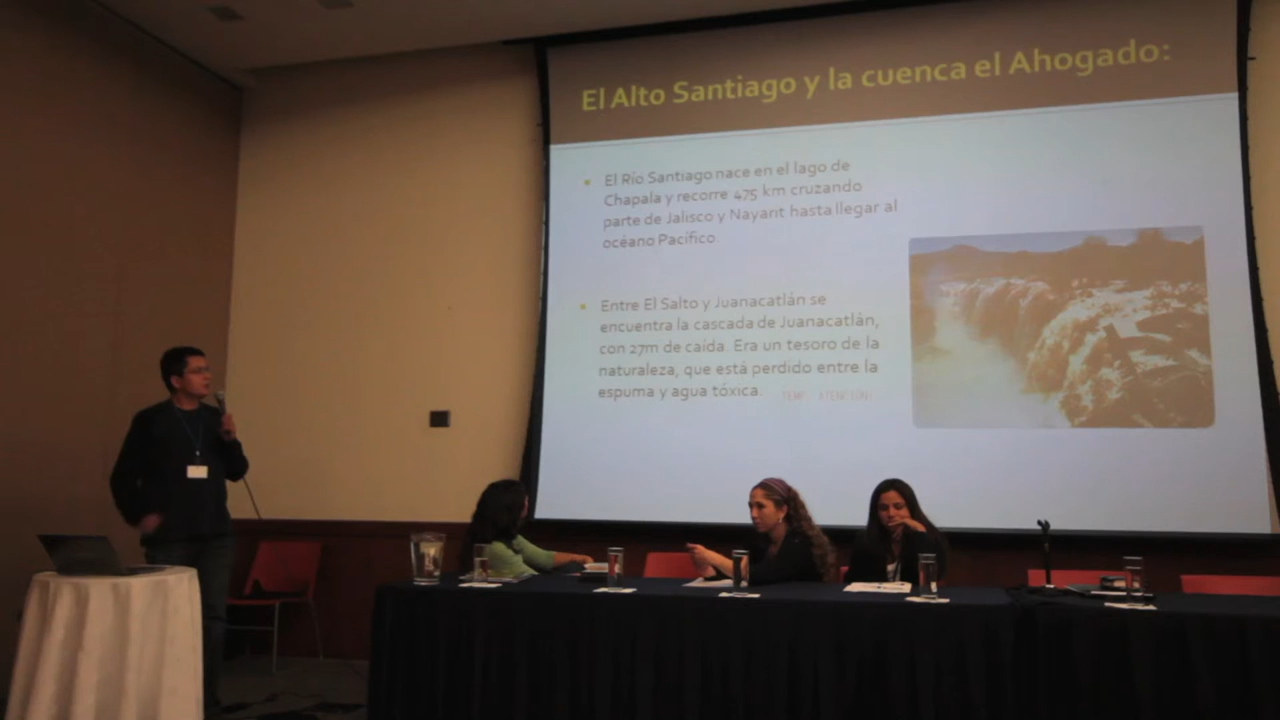 El Alto Santiago y la cuenca el Ahogado:
El Río Santiago nace en el lago de
Chapala y recorre 475 km cruzando
parte de Jalisco y Nayarit hasta llegar al
océano Pacífico.
Entre El Salto y Juanacatlán se
encuentra la cascada de Juanacatlán,
con 27m de caída. Era un tesoro de la
naturaleza, que está perdido entre la
espuma y agua tóxica.